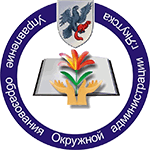 Управление образования Окружной администрации г.Якутска